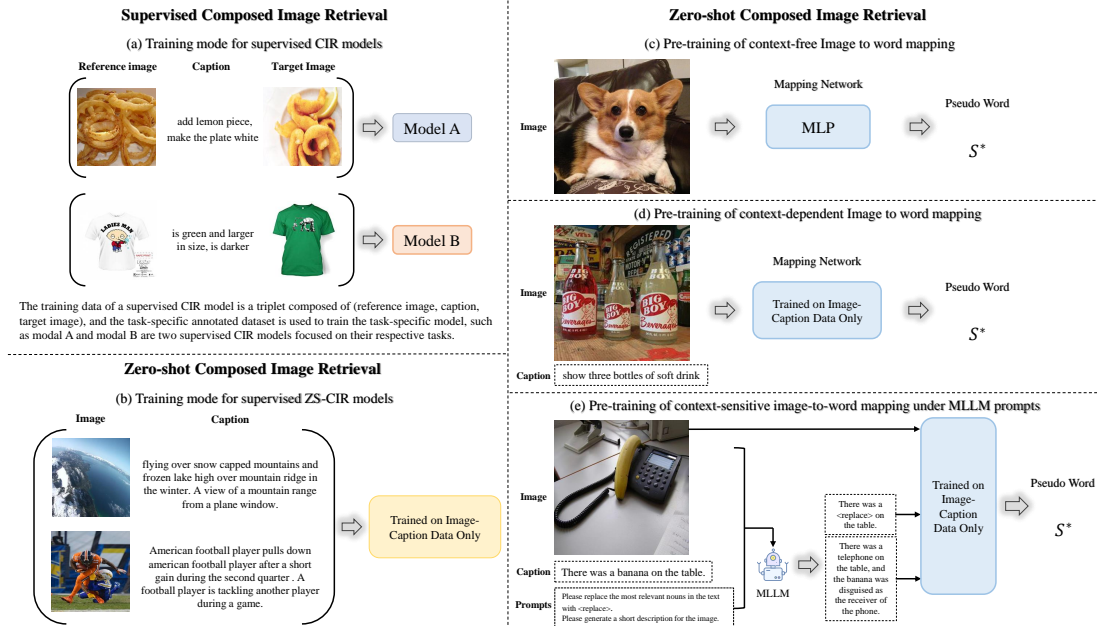 Supervised Composed Image Retrieval
(a) Training mode for supervised CIR models
Reference image
Caption
Target Image
add lemon piece,
make the plate white
Model A
LADIES MAN
is green and larger
in size, is darker
Model B
The training data of a supervised CIR model is a triplet composed of (reference image, caption,
target image), and the task-specific annotated dataset is used to train the task-specific model, such
as modal A and modal B are two supervised CIR models focused on their respective tasks.
Zero-shot Composed Image Retrieval
(b) Training mode for supervised ZS-CIR models
Image
Caption
flying over snow capped mountains and
frozen lake high over mountain ridge in
the winter. A view of a mountain range
from a plane window.
American football player pulls down
american football player after a short
gain during the second quarter . A
football player is tackling another player
during a game.
Trained on Image-
Caption Data Only
Zero-shot Composed Image Retrieval
(c) Pre-training of context-free Image to word mapping
Image
Mapping Network
MLP
Pseudo Word
S*
(d) Pre-training of context-dependent Image to word mapping
Image
REGISTERED
BIG BOY
Beverages
BIG BOY
BIG BOY
Beverages
Mapping Network
Trained on Image-
Caption Data Only
Pseudo Word
S*
Caption
show three bottles of soft drink
(e) Pre-training of context-sensitive image-to-word mapping under MLLM prompts
Image
Caption
There was a banana on the table.
Prompts
Please replace the most relevant nouns in the text
with <replace>.
Please generate a short description for the image.
MLLM
There was a
<replace> on
the table.
There was a
telephone on
the table, and
the banana was
disguised as
the receiver of
the phone.
Trained on
Image-
Caption
Data Only
Pseudo Word
S*